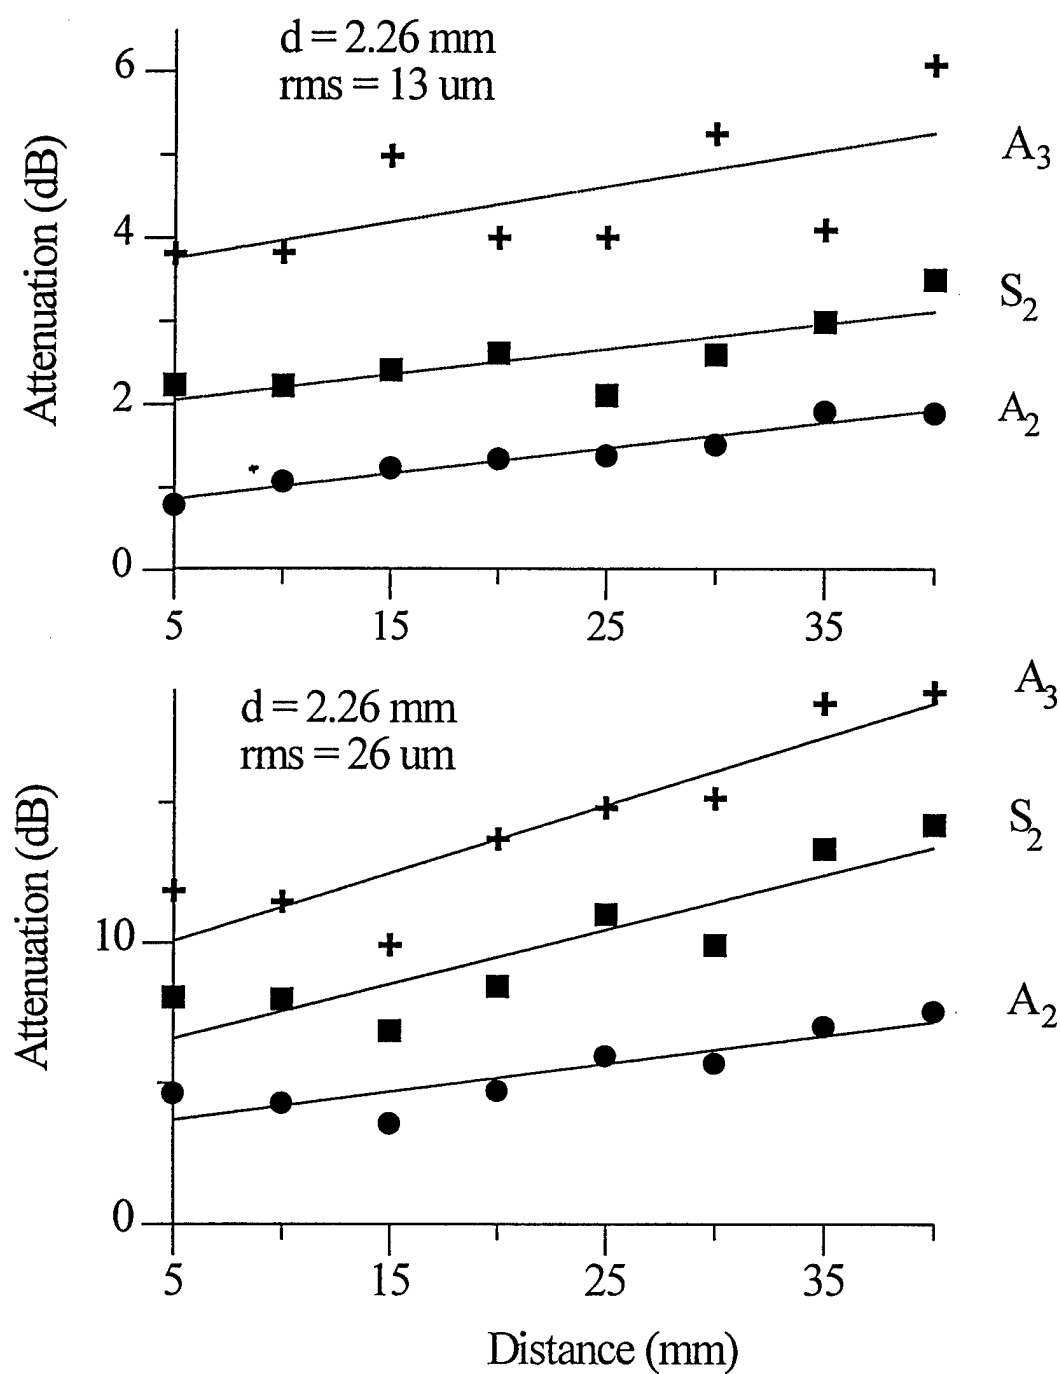 d = 2.26 mm
rms = 13 um
6
4
2
0
Attenuation (dB)
A3
S2
A2
5 15 25 35
d = 2.26 mm
rms = 26 um
10
0
Attenuation (dB)
A3
S2
A2
5 15 25 35
Distance (mm)